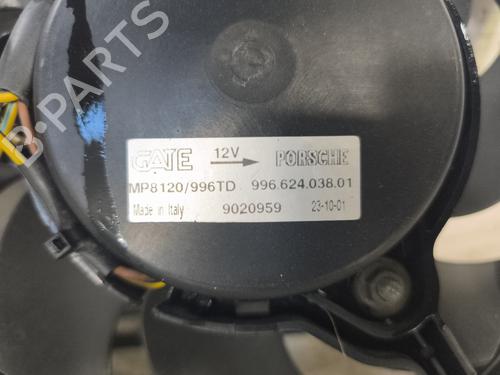 B-PARTS
GATE 12V PORSCHE
MP8120/996TD 996.624.038.01
Made in Italy 9020959 23-10-01